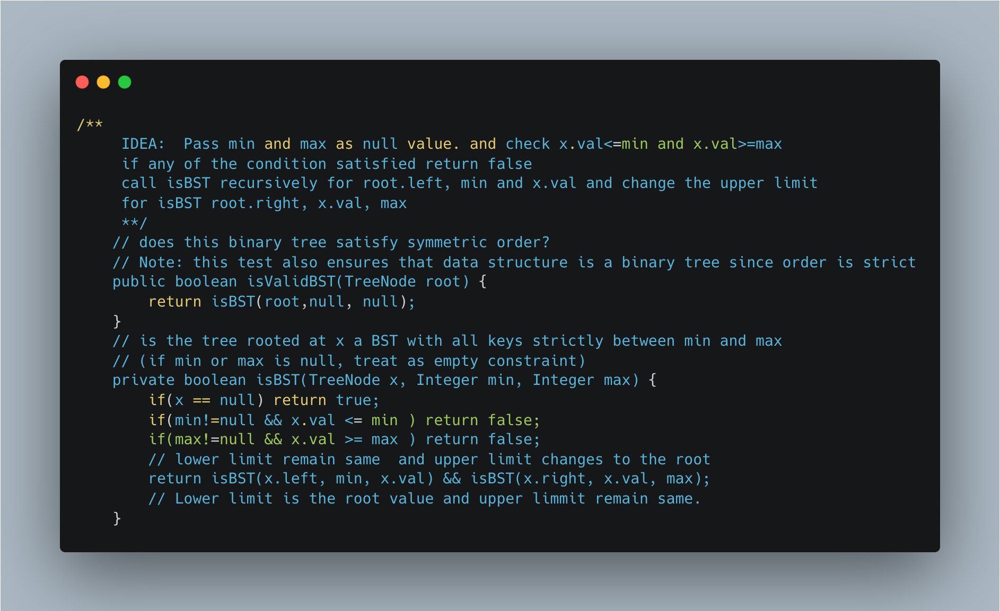 /**
     IDEA:  Pass min and max as null value. and check x.val<=min and x.val>=max
     if any of the condition satisfied return false
     call isBST recursively for root.left, min and x.val and change the upper limit
     for isBST root.right, x.val, max
     **/
    // does this binary tree satisfy symmetric order?
    // Note: this test also ensures that data structure is a binary tree since order is strict
    public boolean isValidBST(TreeNode root) {
        return isBST(root,null, null);
    }
    // is the tree rooted at x a BST with all keys strictly between min and max
    // (if min or max is null, treat as empty constraint)
    private boolean isBST(TreeNode x, Integer min, Integer max) {
        if(x == null) return true;
        if(min!=null && x.val <= min ) return false;
        if(max!=null && x.val >= max ) return false;
        // lower limit remain same  and upper limit changes to the root
        return isBST(x.left, min, x.val) && isBST(x.right, x.val, max);
        // Lower limit is the root value and upper limmit remain same.
    }